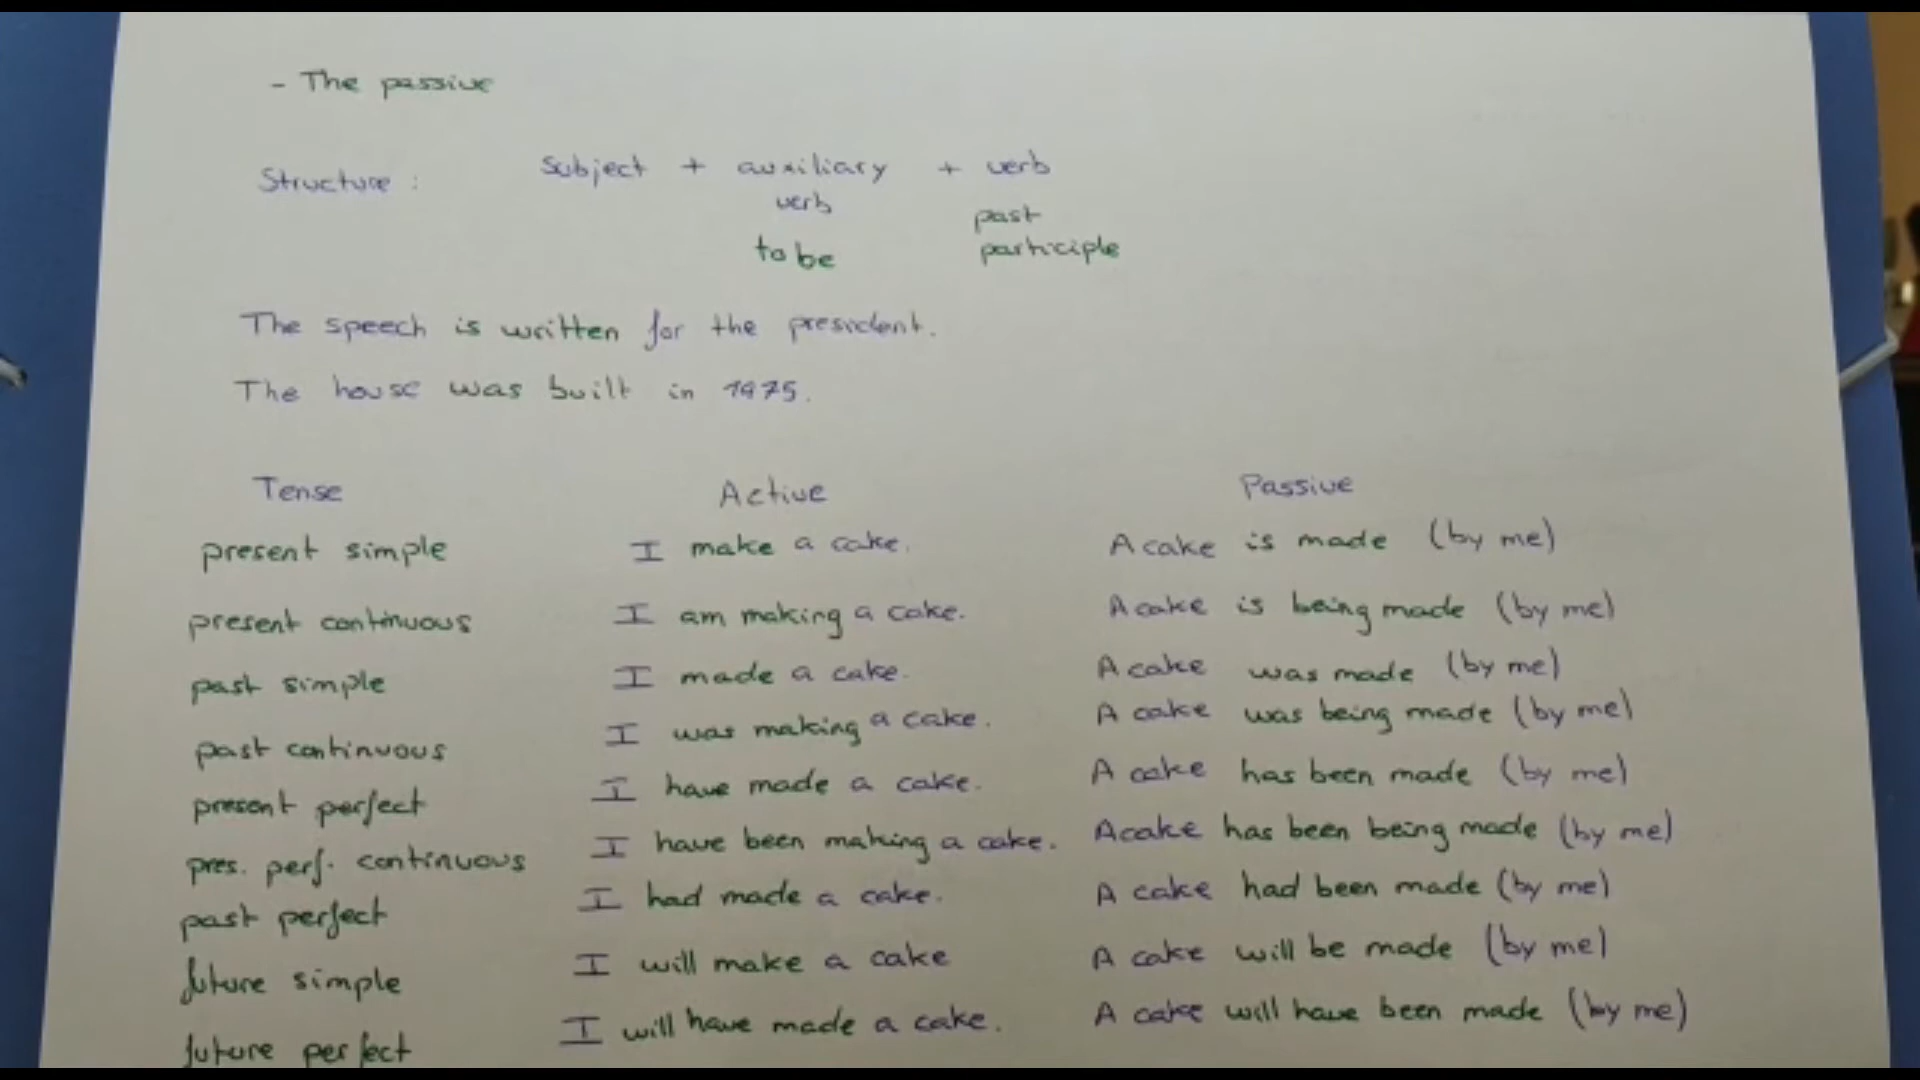 - The passive
Structure : Subject + auxiliary + verb
verb past
to be participle
The speech is written for the president.
The house was built in 1975.
Tense Active Passive
present simple I make a cake. A cake is made (by me)
present continuous I am making a cake. A cake is being made (by me)
past simple I made a cake. A cake was made (by me)
past continuous I was making a cake. A cake was being made (by me)
present perfect I have made a cake. A cake has been made (by me)
pres. perf. continuous I have been making a cake. A cake has been being made (by me)
past perfect I had made a cake. A cake had been made (by me)
future simple I will make a cake A cake will be made (by me)
future perfect I will have made a cake. A cake will have been made (by me)